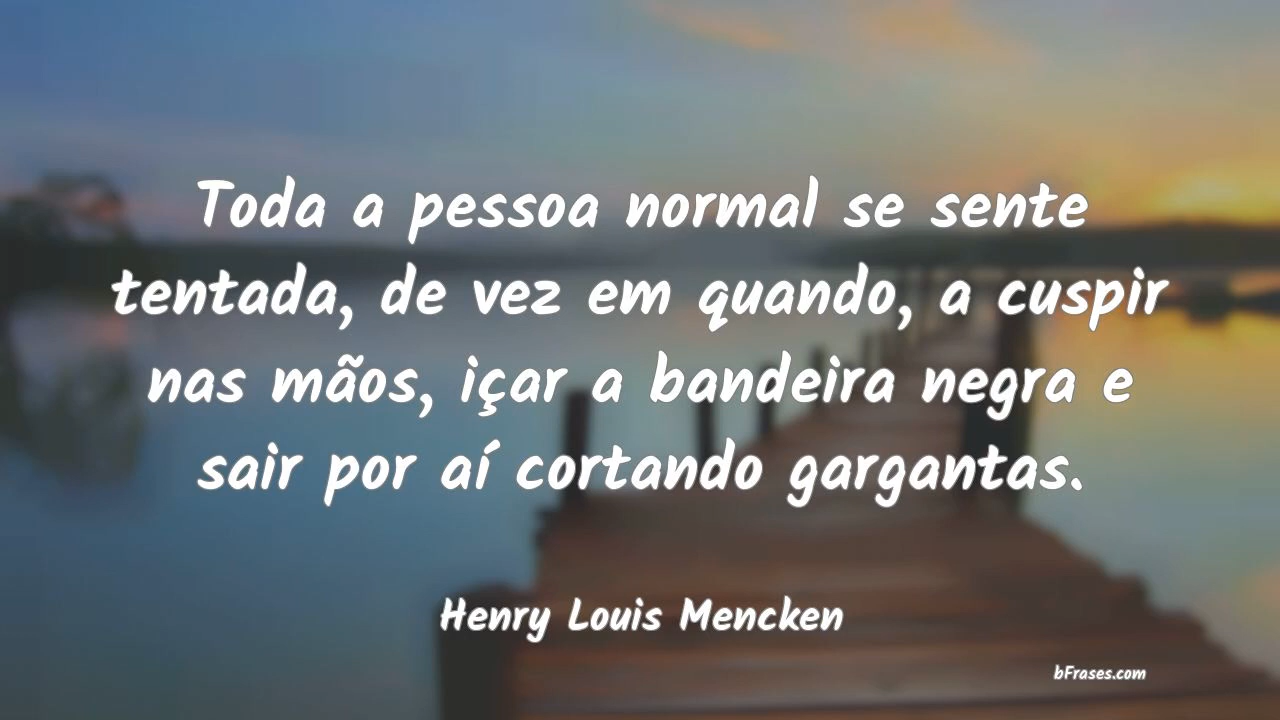 Toda a pessoa normal se sente
tentada, de vez em quando, a cuspir
nas mãos, içar a bandeira negra e
sair por aí cortando gargantas.
Henry Louis Mencken
bFrases.com